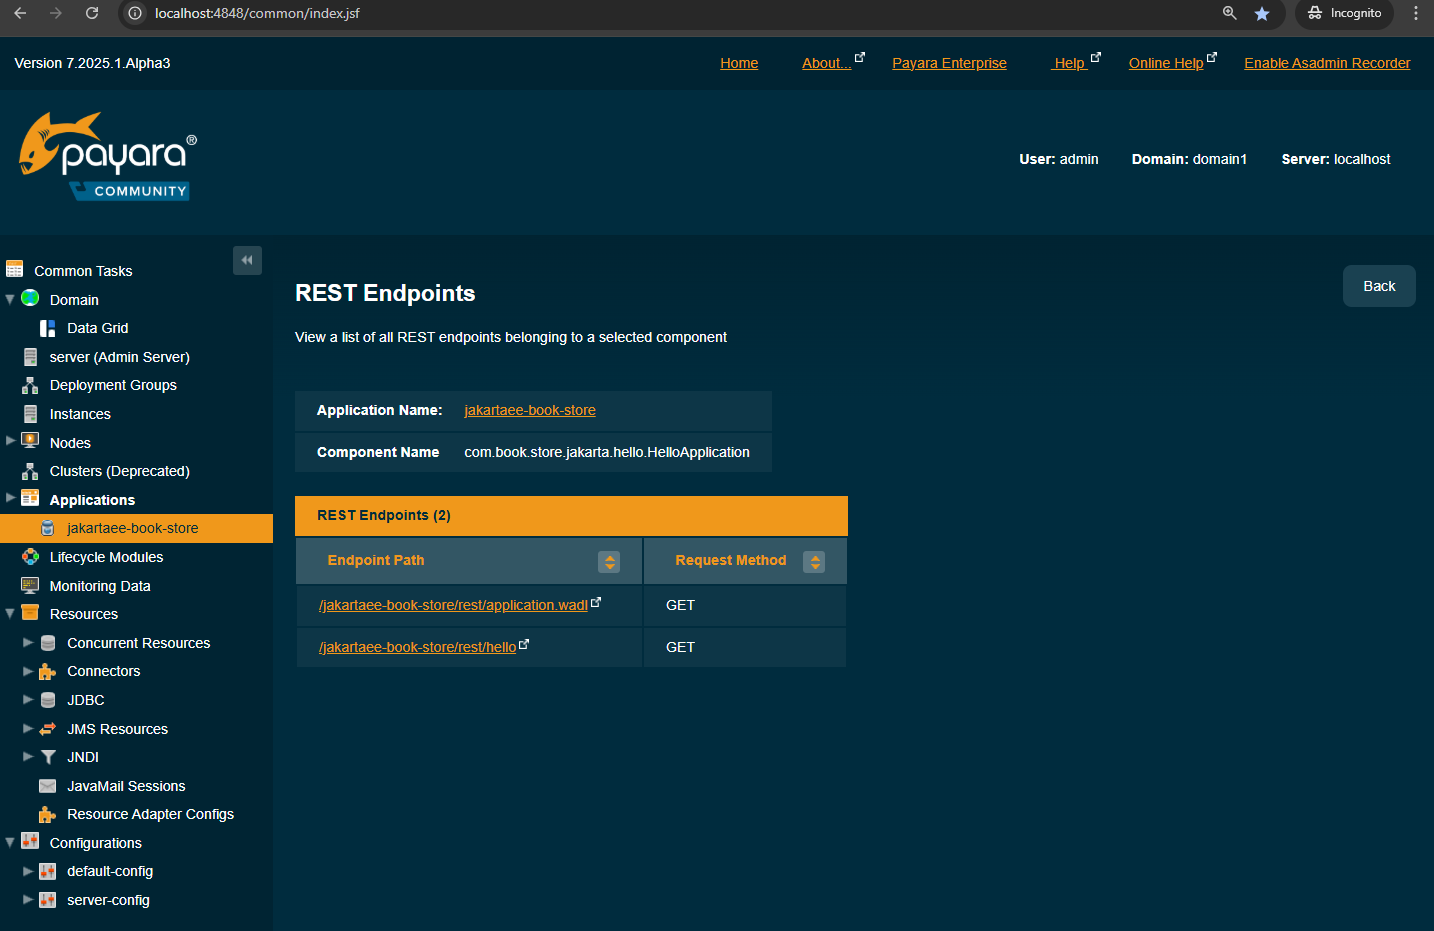 localhost:4848/common/index.jsf
Incognito
Version 7.2025.1.Alpha3
Home
About...
Payara Enterprise
Help
Online Help
Enable Asadmin Recorder
payara®
COMMUNITY
User: admin
Domain: domain1
Server: localhost
Common Tasks
Domain
Data Grid
server (Admin Server)
Deployment Groups
Instances
Nodes
Clusters (Deprecated)
Applications
jakartaee-book-store
Lifecycle Modules
Monitoring Data
Resources
Concurrent Resources
Connectors
JDBC
JMS Resources
JNDI
JavaMail Sessions
Resource Adapter Configs
Configurations
default-config
server-config
REST Endpoints
Back
View a list of all REST endpoints belonging to a selected component
Application Name: jakartaee-book-store
Component Name com.book.store.jakarta.hello.HelloApplication
REST Endpoints (2)
Endpoint Path Request Method
/jakartaee-book-store/rest/application.wadl GET
/jakartaee-book-store/rest/hello GET